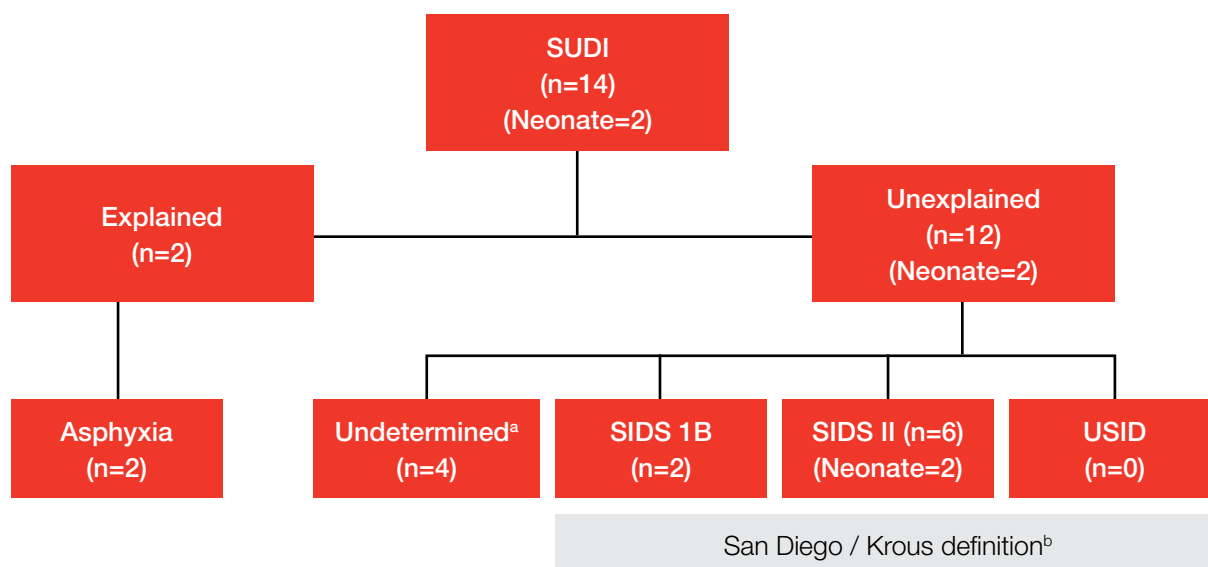 SUDI
(n=14)
(Neonate=2)
Explained
(n=2)
Unexplained
(n=12)
(Neonate=2)
Asphyxia
(n=2)
Undeterminedᵃ
(n=4)
SIDS 1B
(n=2)
SIDS II (n=6)
(Neonate=2)
USID
(n=0)
San Diego / Krous definitionᵇ